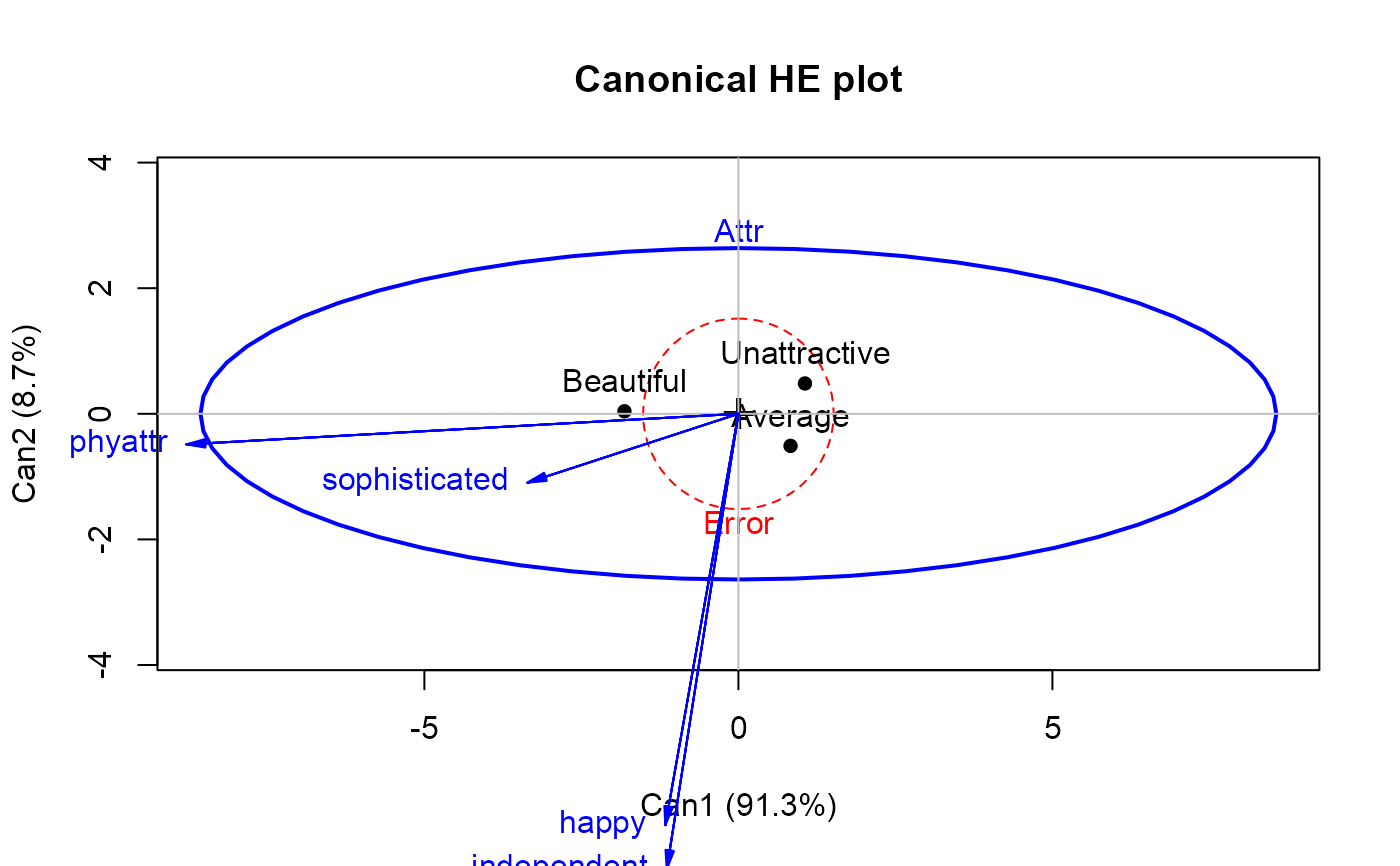 Canonical HE plot
4
2
0
-2
-4
Can2 (8.7%)
Attr
Unattractive
Beautiful
Average
phyattr
sophisticated
Error
-5
0
5
Can1 (91.3%)
happy
independent